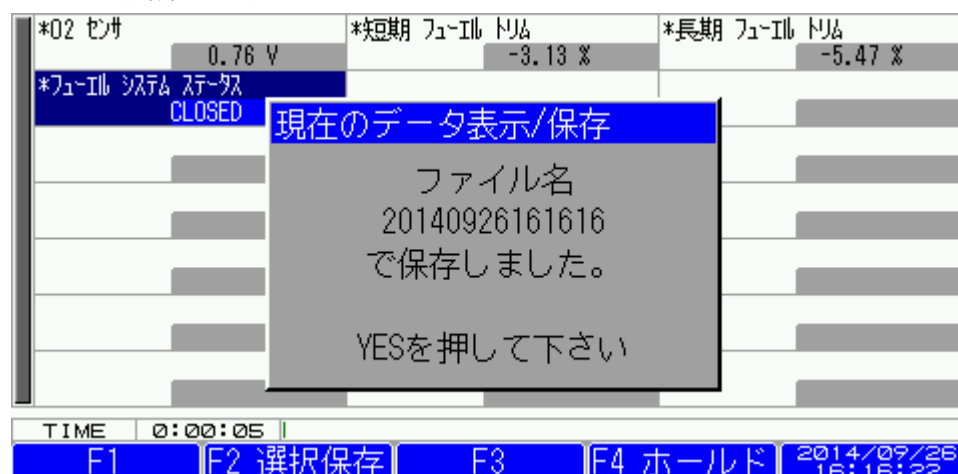 *O2 センサ *短期 フューエル トリム *長期 フューエル トリム
0.76 V -3.13 % -5.47 %
*フューエル システム ステータス
CLOSED
現在のデータ表示/保存
ファイル名
20140926161616
で保存しました。
YESを押して下さい
TIME 0:00:05
F1 F2 選択保存 F3 F4 ホールド 2014/09/26
16:16:22